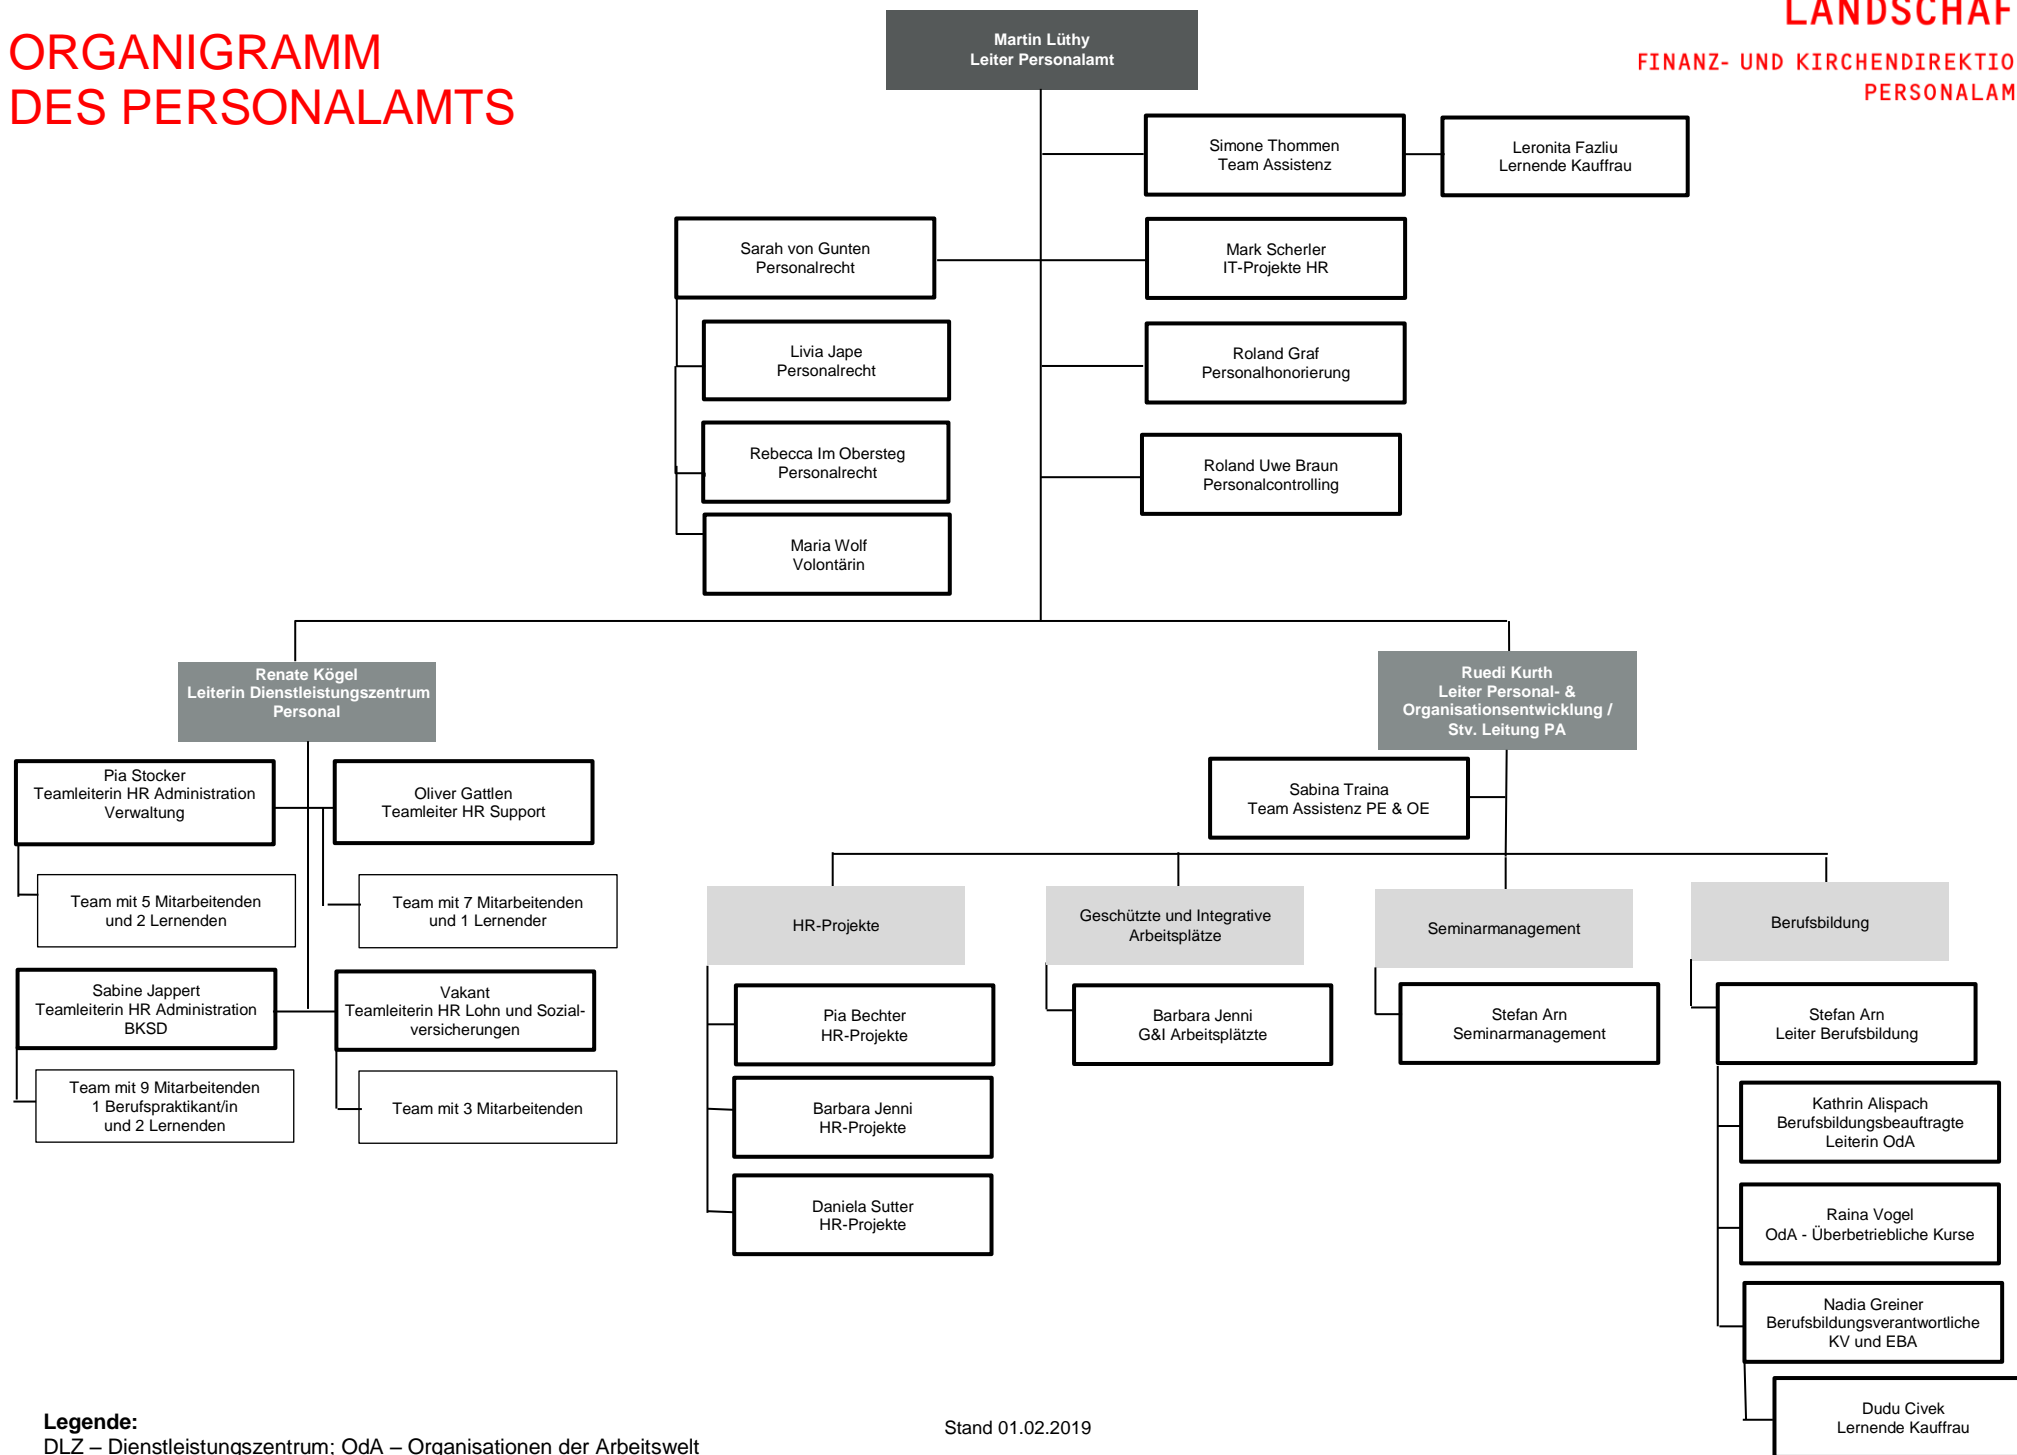 ORGANIGRAMM
DES PERSONALAMTS
LANDSCHAF
FINANZ- UND KIRCHENDIREKTIO
PERSONALAM
Martin Lüthy
Leiter Personalamt
Simone Thommen
Team Assistenz
Leronita Fazliu
Lernende Kauffrau
Sarah von Gunten
Personalrecht
Mark Scherler
IT-Projekte HR
Livia Jape
Personalrecht
Roland Graf
Personalhonorierung
Rebecca Im Obersteg
Personalrecht
Roland Uwe Braun
Personalcontrolling
Maria Wolf
Volontärin
Renate Kögel
Leiterin Dienstleistungszentrum
Personal
Ruedi Kurth
Leiter Personal- &
Organisationsentwicklung /
Stv. Leitung PA
Pia Stocker
Teamleiterin HR Administration
Verwaltung
Oliver Gattlen
Teamleiter HR Support
Sabina Traina
Team Assistenz PE & OE
Team mit 5 Mitarbeitenden
und 2 Lernenden
Team mit 7 Mitarbeitenden
und 1 Lernender
Sabine Jappert
Teamleiterin HR Administration
BKSD
Vakant
Teamleiterin HR Lohn und Sozial-
versicherungen
Team mit 9 Mitarbeitenden
1 Berufspraktikant/in
und 2 Lernenden
Team mit 3 Mitarbeitenden
HR-Projekte
Geschützte und Integrative
Arbeitsplätze
Seminarmanagement
Berufsbildung
Pia Bechter
HR-Projekte
Barbara Jenni
HR-Projekte
Daniela Sutter
HR-Projekte
Barbara Jenni
G&I Arbeitsplätzte
Stefan Arn
Seminarmanagement
Stefan Arn
Leiter Berufsbildung
Kathrin Alispach
Berufsbildungsbeauftragte
Leiterin OdA
Raina Vogel
OdA - Überbetriebliche Kurse
Nadia Greiner
Berufsbildungsverantwortliche
KV und EBA
Dudu Civek
Lernende Kauffrau
Legende:
DLZ – Dienstleistungszentrum; OdA – Organisationen der Arbeitswelt
Stand 01.02.2019